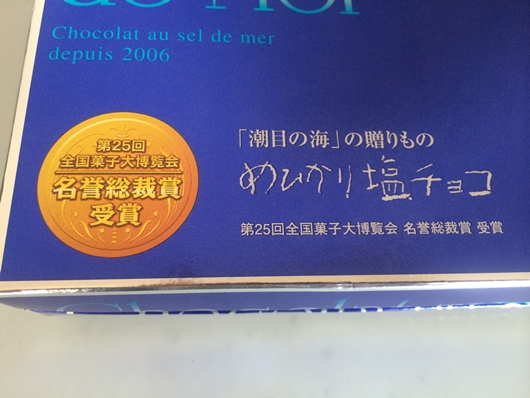 Chocolat au sel de mer
depuis 2006
第25回
全国菓子大博覧会
名誉総裁賞
受賞
「潮目の海」の贈りもの
めひかり塩チョコ
第25回全国菓子大博覧会 名誉総裁賞 受賞